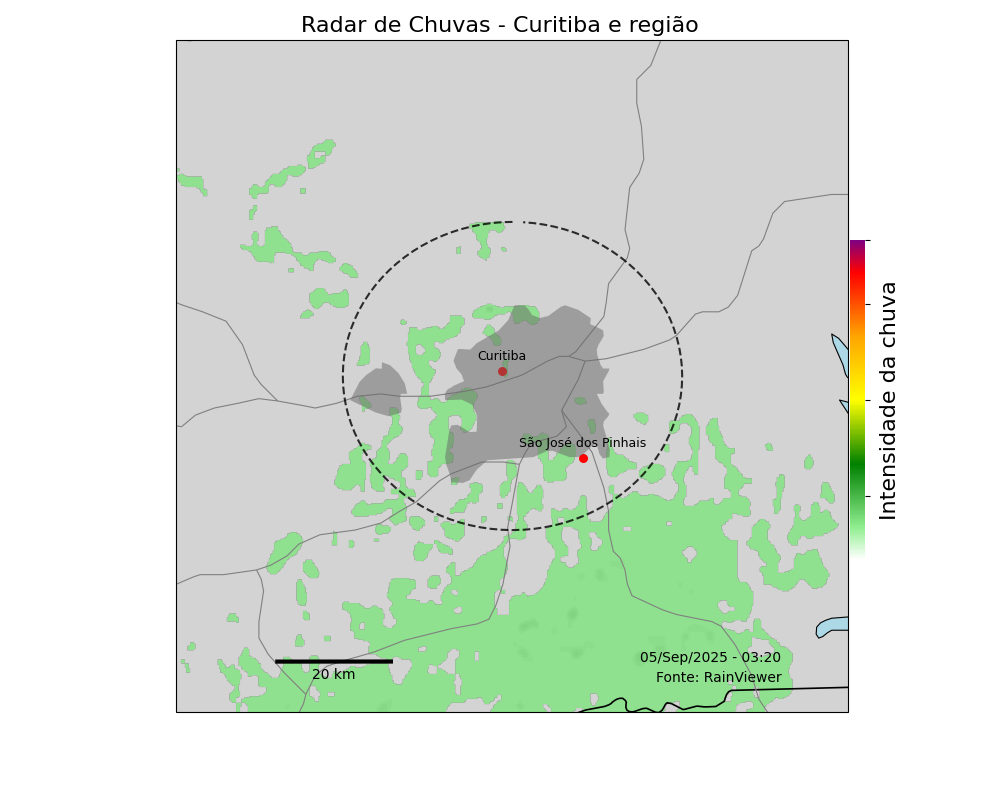 Radar de Chuvas - Curitiba e região
Curitiba
São José dos Pinhais
Intensidade da chuva
05/Sep/2025 - 03:20
Fonte: RainViewer
20 km